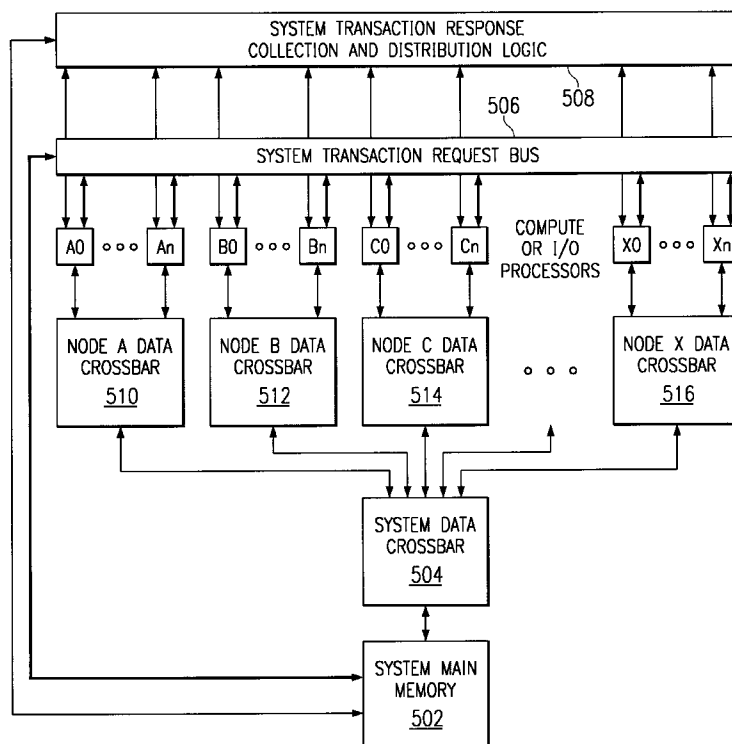 SYSTEM TRANSACTION RESPONSE
COLLECTION AND DISTRIBUTION LOGIC
508
506
SYSTEM TRANSACTION REQUEST BUS
A0
An
B0
Bn
C0
Cn
COMPUTE
OR I/O
PROCESSORS
X0
Xn
NODE A DATA
CROSSBAR
510
NODE B DATA
CROSSBAR
512
NODE C DATA
CROSSBAR
514
NODE X DATA
CROSSBAR
516
SYSTEM DATA
CROSSBAR
504
SYSTEM MAIN
MEMORY
502